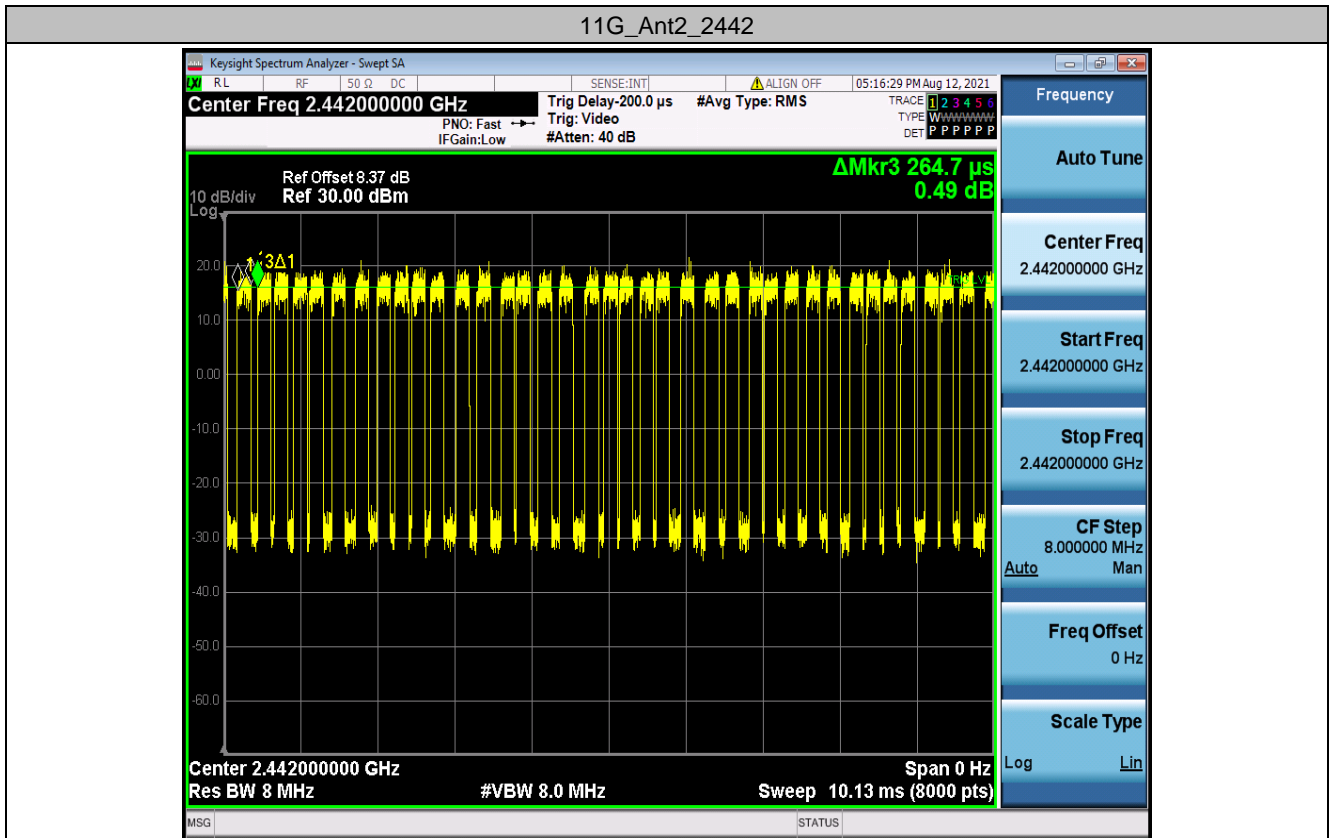 11G_Ant2_2442
Keysight Spectrum Analyzer - Swept SA
LXI RL RF 50 Ω DC SENSE:INT ALIGN OFF 05:16:29 PM Aug 12, 2021
Center Freq 2.442000000 GHz
PNO: Fast
IFGain:Low
Trig Delay-200.0 µs
Trig: Video
#Atten: 40 dB
#Avg Type: RMS
TRACE 1 2 3 4 5 6
TYPE WWWWWWW
DET P P P P P P
ΔMkr3 264.7 µs
0.49 dB
Ref Offset 8.37 dB
10 dB/div Ref 30.00 dBm
Log
3Δ1
20.0
10.0
0.00
-10.0
-20.0
-30.0
-40.0
-50.0
-60.0
Center 2.442000000 GHz Span 0 Hz
Res BW 8 MHz #VBW 8.0 MHz Sweep 10.13 ms (8000 pts)
MSG STATUS
Frequency
Auto Tune
Center Freq
2.442000000 GHz
Start Freq
2.442000000 GHz
Stop Freq
2.442000000 GHz
CF Step
8.000000 MHz
Auto Man
Freq Offset
0 Hz
Scale Type
Log Lin